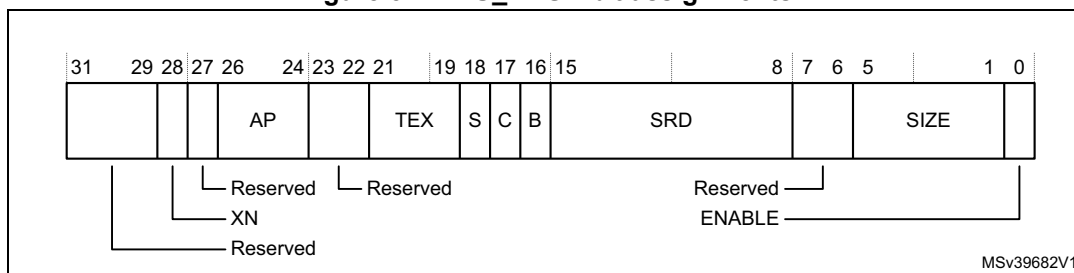 31 29 28 27 26 24 23 22 21 19 18 17 16 15 8 7 6 5 1 0
AP TEX S C B SRD SIZE
Reserved Reserved Reserved
XN ENABLE
Reserved
MSv39682V1